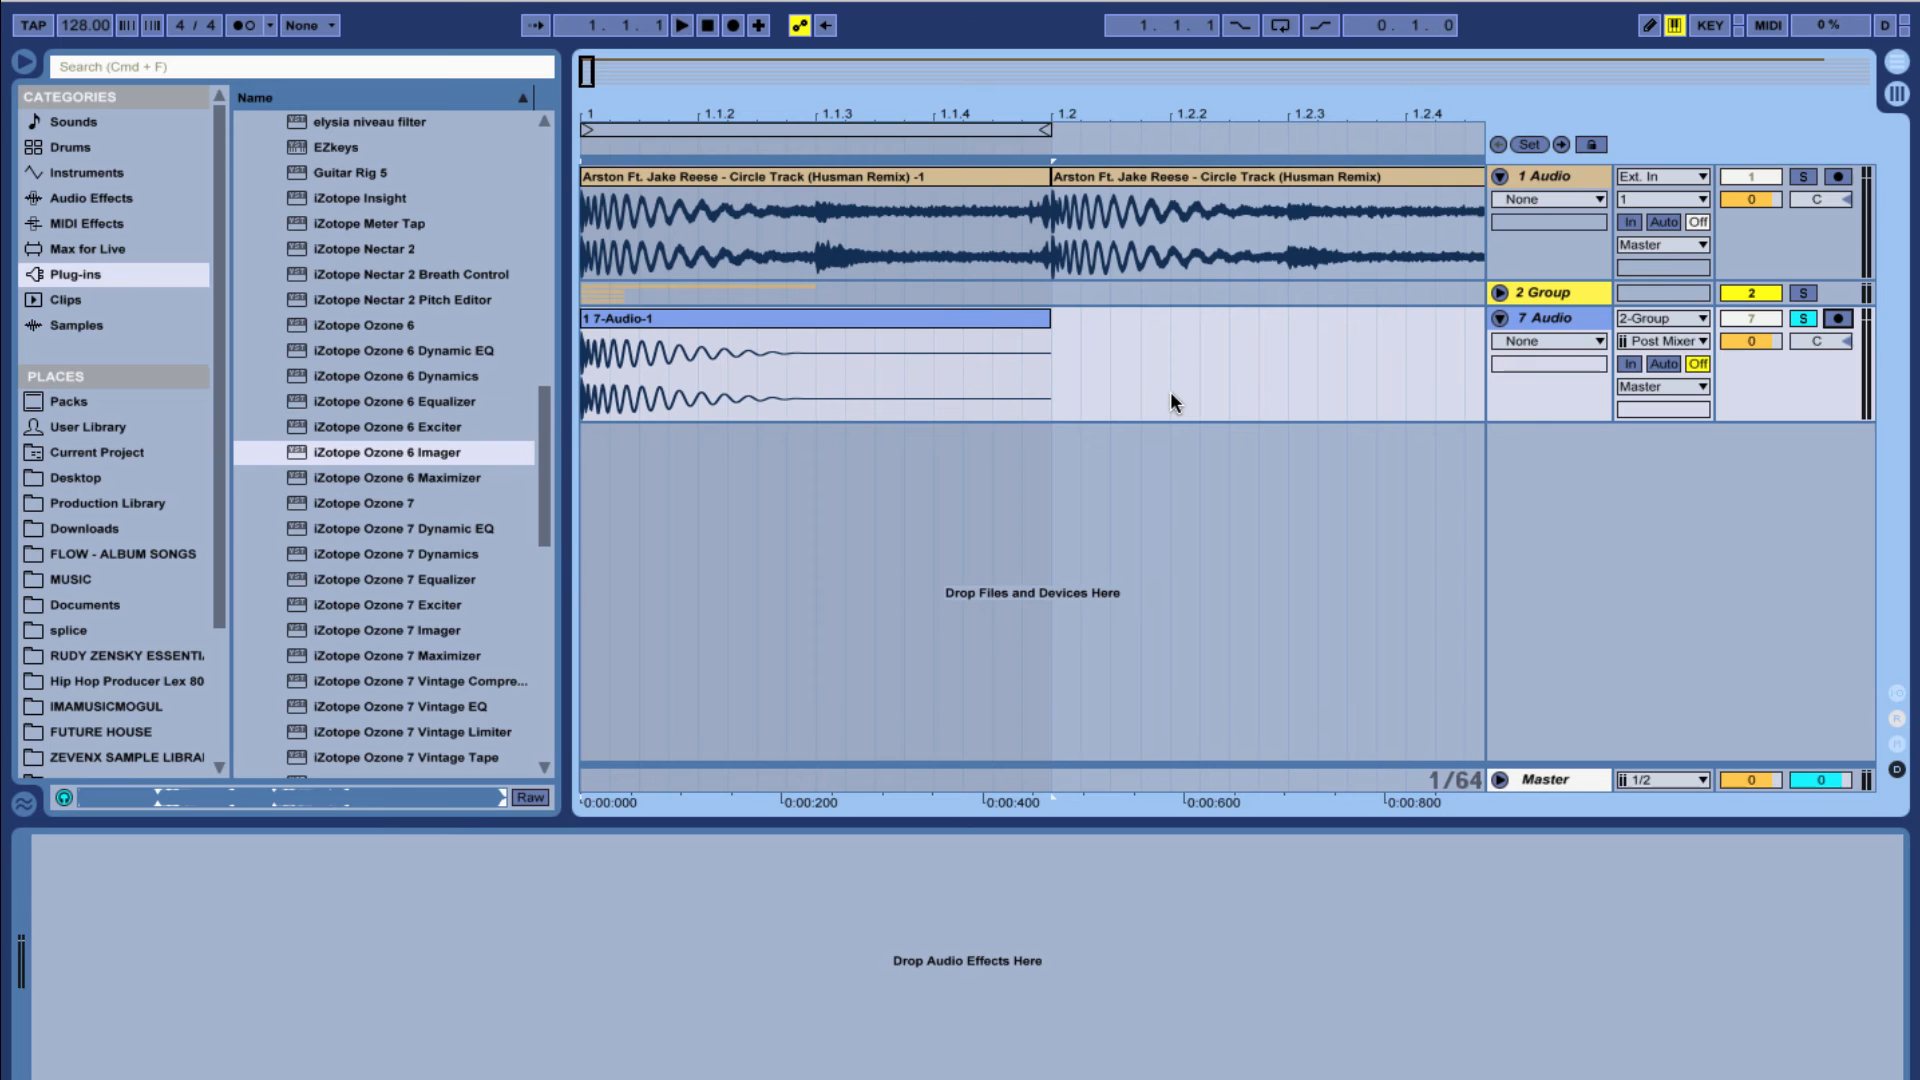 TAP 128.00 4 / 4 None 1. 1. 1 1. 1. 1 0. 1. 0 KEY MIDI 0 % D
Search (Cmd + F)
CATEGORIES
Sounds
Drums
Instruments
Audio Effects
MIDI Effects
Max for Live
Plug-ins
Clips
Samples
PLACES
Packs
User Library
Current Project
Desktop
Production Library
Downloads
FLOW - ALBUM SONGS
MUSIC
Documents
splice
RUDY ZENSKY ESSENTI
Hip Hop Producer Lex 80
IMAMUSICMOGUL
FUTURE HOUSE
ZEVENX SAMPLE LIBRA
Name
elysia niveau filter
EZkeys
Guitar Rig 5
iZotope Insight
iZotope Meter Tap
iZotope Nectar 2
iZotope Nectar 2 Breath Control
iZotope Nectar 2 Pitch Editor
iZotope Ozone 6
iZotope Ozone 6 Dynamic EQ
iZotope Ozone 6 Dynamics
iZotope Ozone 6 Equalizer
iZotope Ozone 6 Exciter
iZotope Ozone 6 Imager
iZotope Ozone 6 Maximizer
iZotope Ozone 7
iZotope Ozone 7 Dynamic EQ
iZotope Ozone 7 Dynamics
iZotope Ozone 7 Equalizer
iZotope Ozone 7 Exciter
iZotope Ozone 7 Imager
iZotope Ozone 7 Maximizer
iZotope Ozone 7 Vintage Compre...
iZotope Ozone 7 Vintage EQ
iZotope Ozone 7 Vintage Limiter
iZotope Ozone 7 Vintage Tape
Raw
1 1.1.2 1.1.3 1.1.4 1.2 1.2.2 1.2.3 1.2.4
Set
Arston Ft. Jake Reese - Circle Track (Husman Remix) -1
Arston Ft. Jake Reese - Circle Track (Husman Remix)
1 Audio Ext. In 1 S
None 1 0 C
In Auto Off
Master
2 Group 2 S
1 7-Audio-1
7 Audio 2-Group 7 S
None Post Mixer 0 C
In Auto Off
Master
Drop Files and Devices Here
R
D
1/64 Master 1/2 0 0
0:00:000 0:00:200 0:00:400 0:00:600 0:00:800
Drop Audio Effects Here